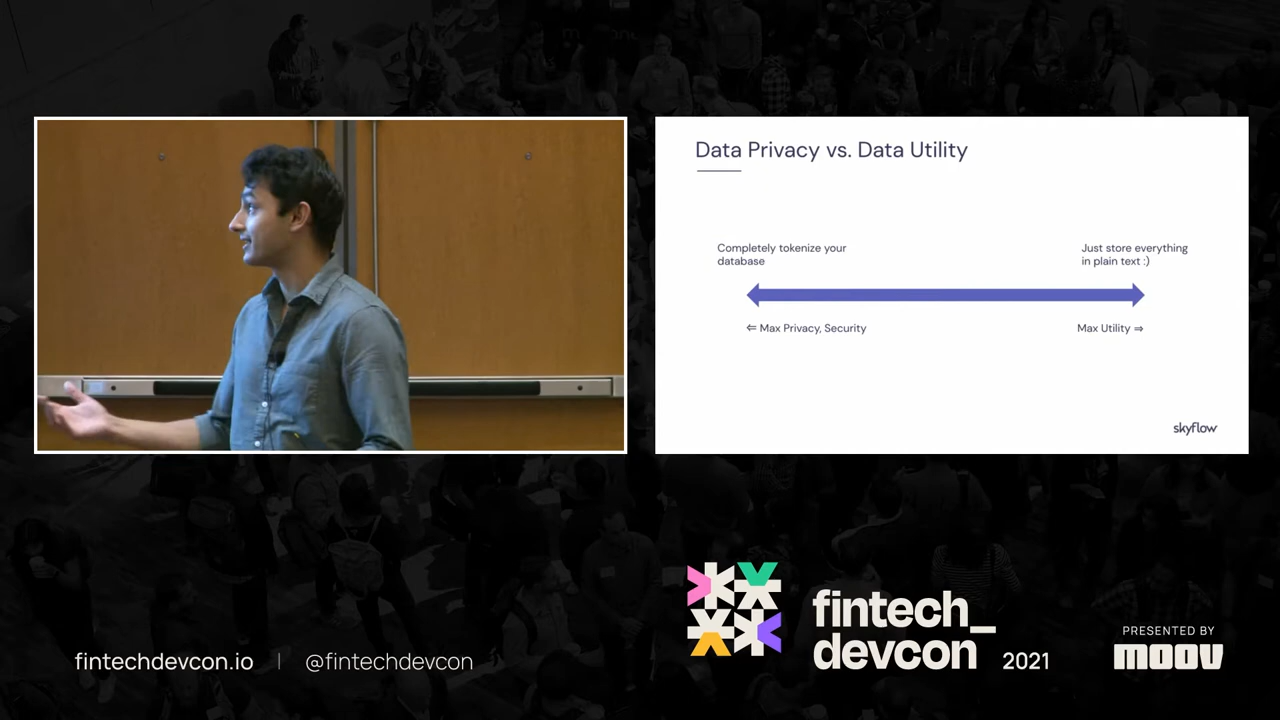 Data Privacy vs. Data Utility
Completely tokenize your
database
Just store everything
in plain text :)
⇐ Max Privacy, Security
Max Utility ⇒
skyflow
fintechdevcon.io | @fintechdevcon
fintech_
devcon 2021
PRESENTED BY
moov